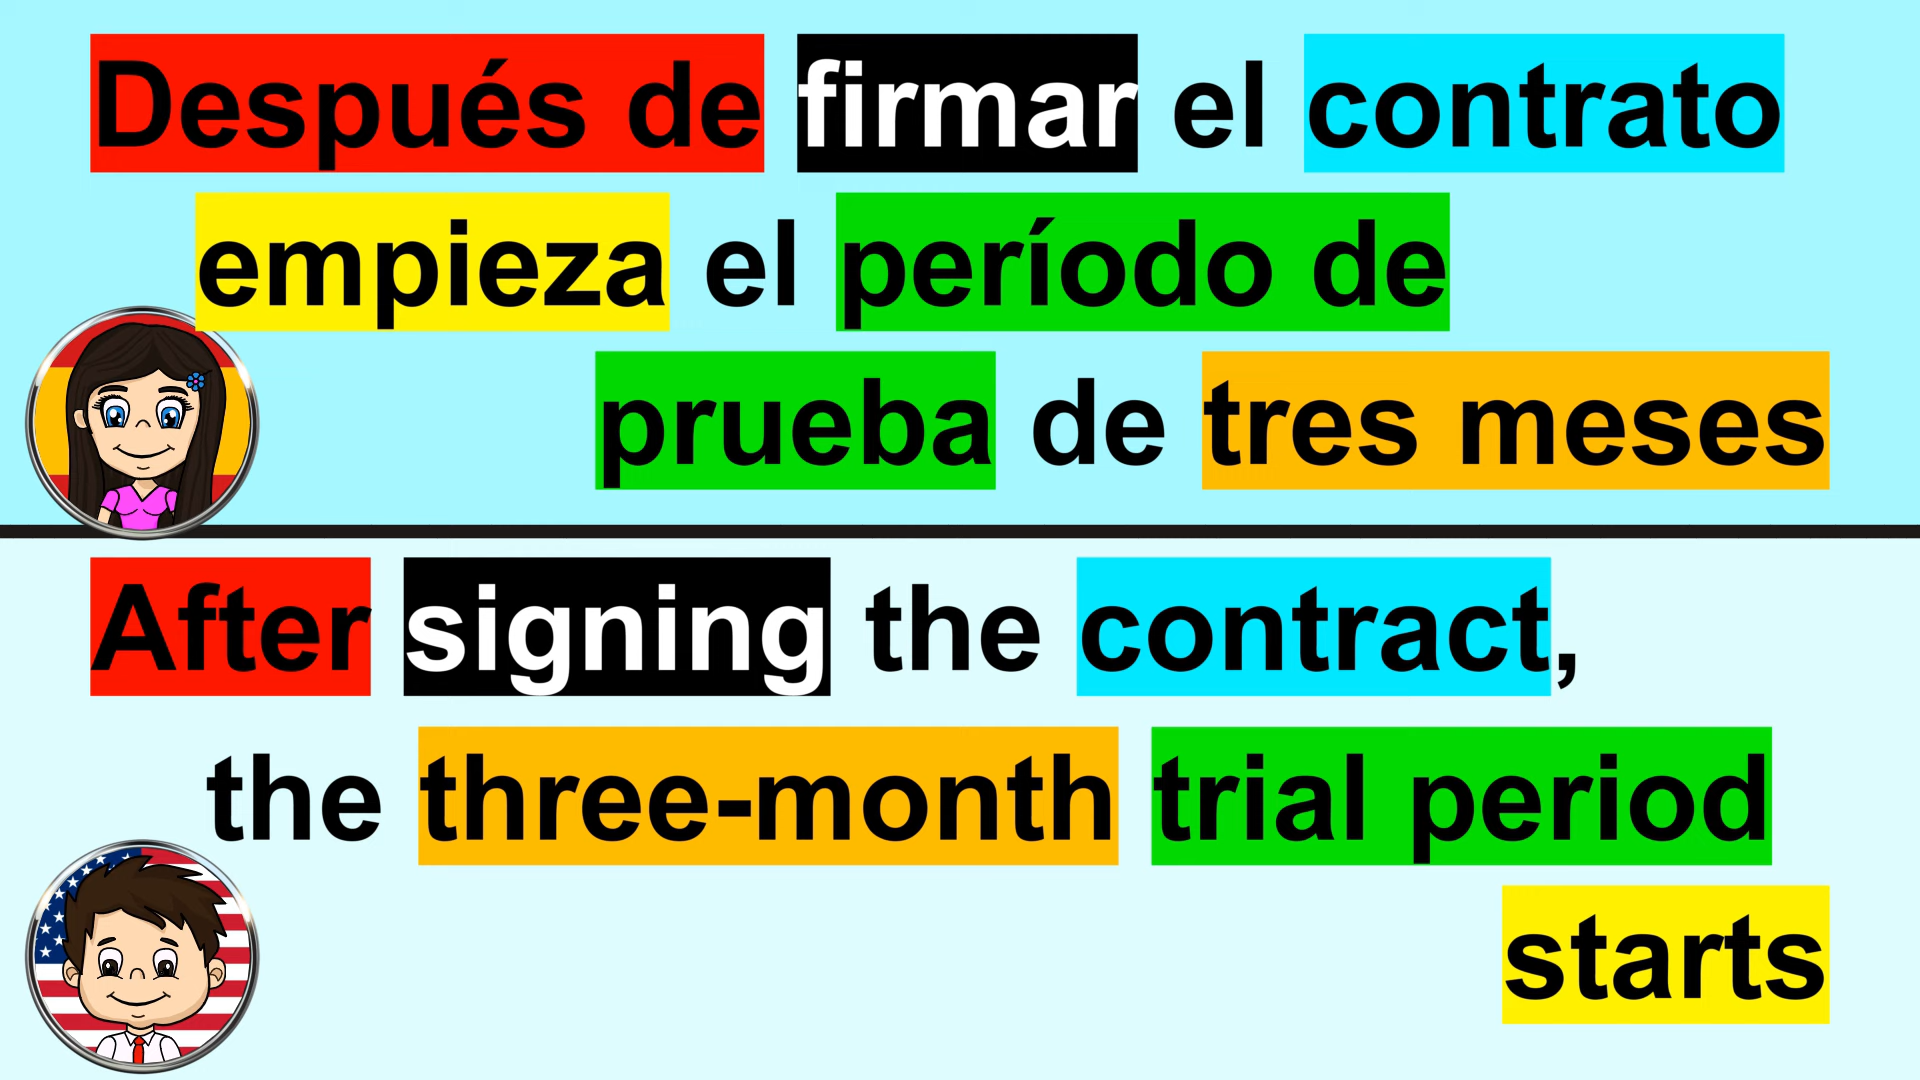 Después de firmar el contrato
empieza el período de
prueba de tres meses
After signing the contract,
the three-month trial period
starts